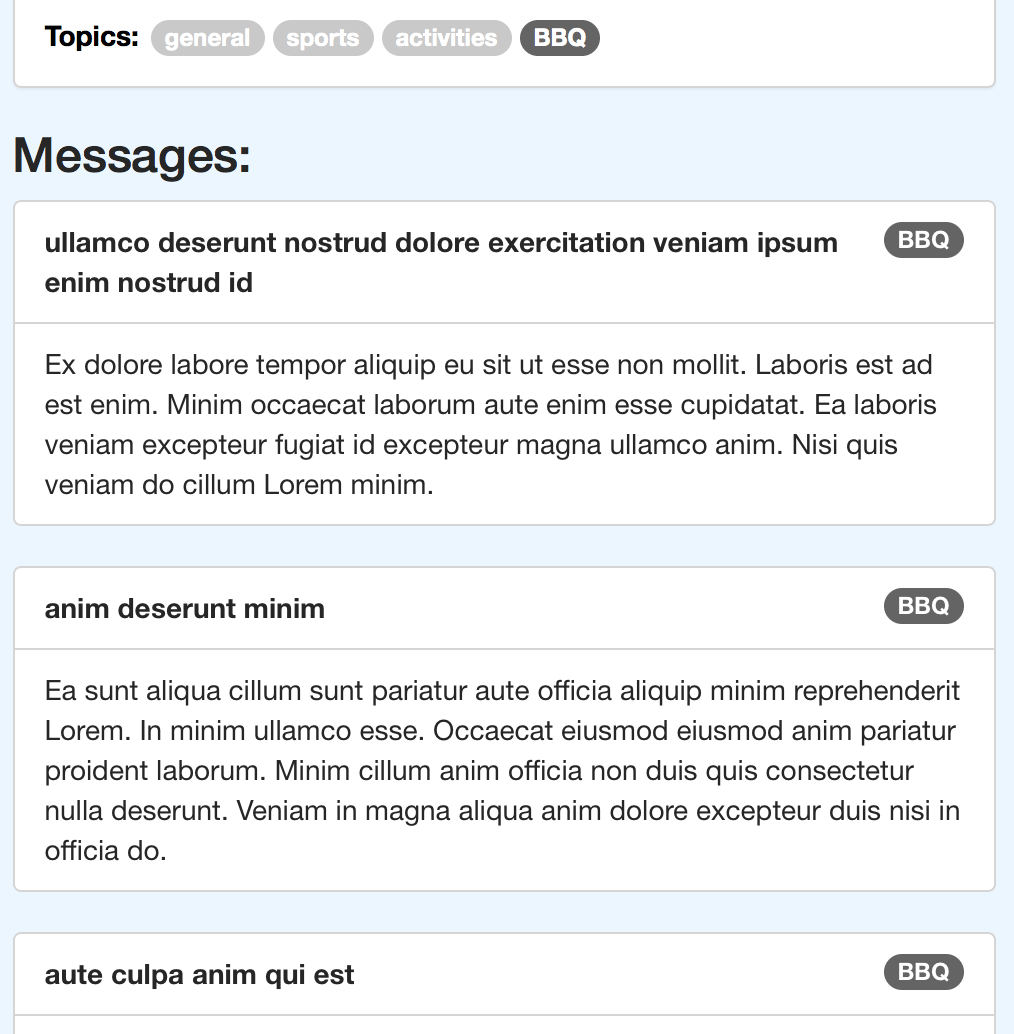 Topics: general sports activities BBQ
Messages:
ullamco deserunt nostrud dolore exercitation veniam ipsum BBQ
enim nostrud id
Ex dolore labore tempor aliquip eu sit ut esse non mollit. Laboris est ad
est enim. Minim occaecat laborum aute enim esse cupidatat. Ea laboris
veniam excepteur fugiat id excepteur magna ullamco anim. Nisi quis
veniam do cillum Lorem minim.
anim deserunt minim BBQ
Ea sunt aliqua cillum sunt pariatur aute officia aliquip minim reprehenderit
Lorem. In minim ullamco esse. Occaecat eiusmod eiusmod anim pariatur
proident laborum. Minim cillum anim officia non duis quis consectetur
nulla deserunt. Veniam in magna aliqua anim dolore excepteur duis nisi in
officia do.
aute culpa anim qui est BBQ